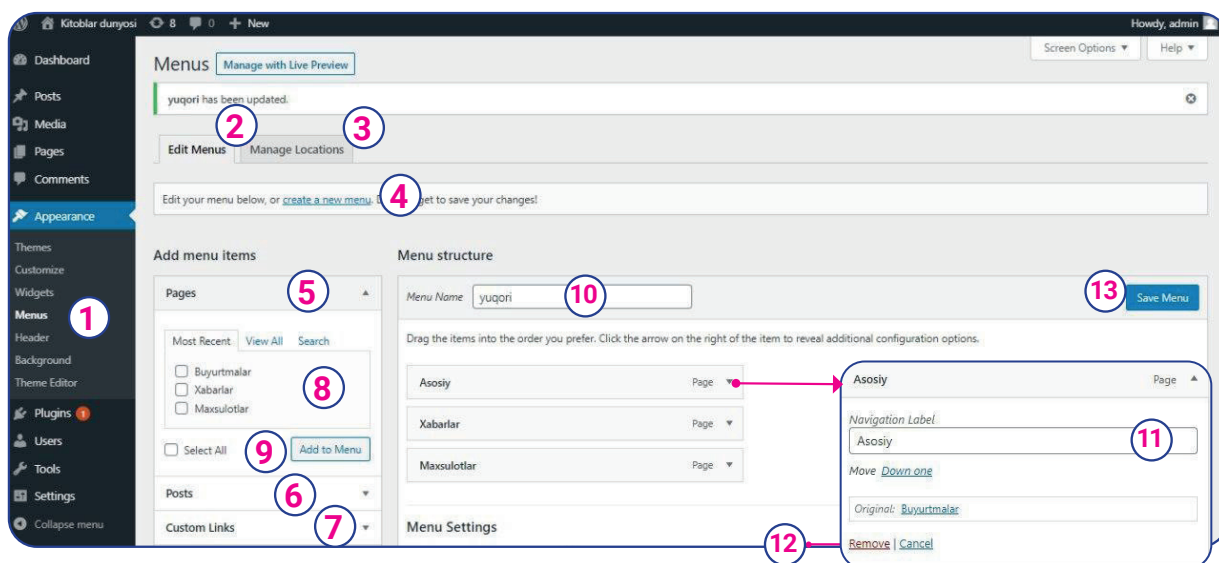 Kitoblar dunyosi 8 0 + New Howdy, admin
Screen Options ▼ Help ▼
Dashboard
Posts
Media
Pages
Comments
Appearance
Themes
Customize
Widgets
Menus 1
Header
Background
Theme Editor
Plugins 1
Users
Tools
Settings
Collapse menu
Menus Manage with Live Preview
yuqori has been updated.
2 3
Edit Menus Manage Locations
4
Edit your menu below, or create a new menu. get to save your changes!
Add menu items
Pages 5
Most Recent View All Search
Buyurtmalar
Xabarlar 8
Maxsulotlar
Select All 9 Add to Menu
Posts 6
Custom Links 7
Menu structure
Menu Name yuqori 10 13 Save Menu
Drag the items into the order you prefer. Click the arrow on the right of the item to reveal additional configuration options.
Asosiy Page
Xabarlar Page
Maxsulotlar Page
Menu Settings
Asosiy Page
Navigation Label
Asosiy 11
Move Down one
Original: Buyurtmalar
12 Remove | Cancel